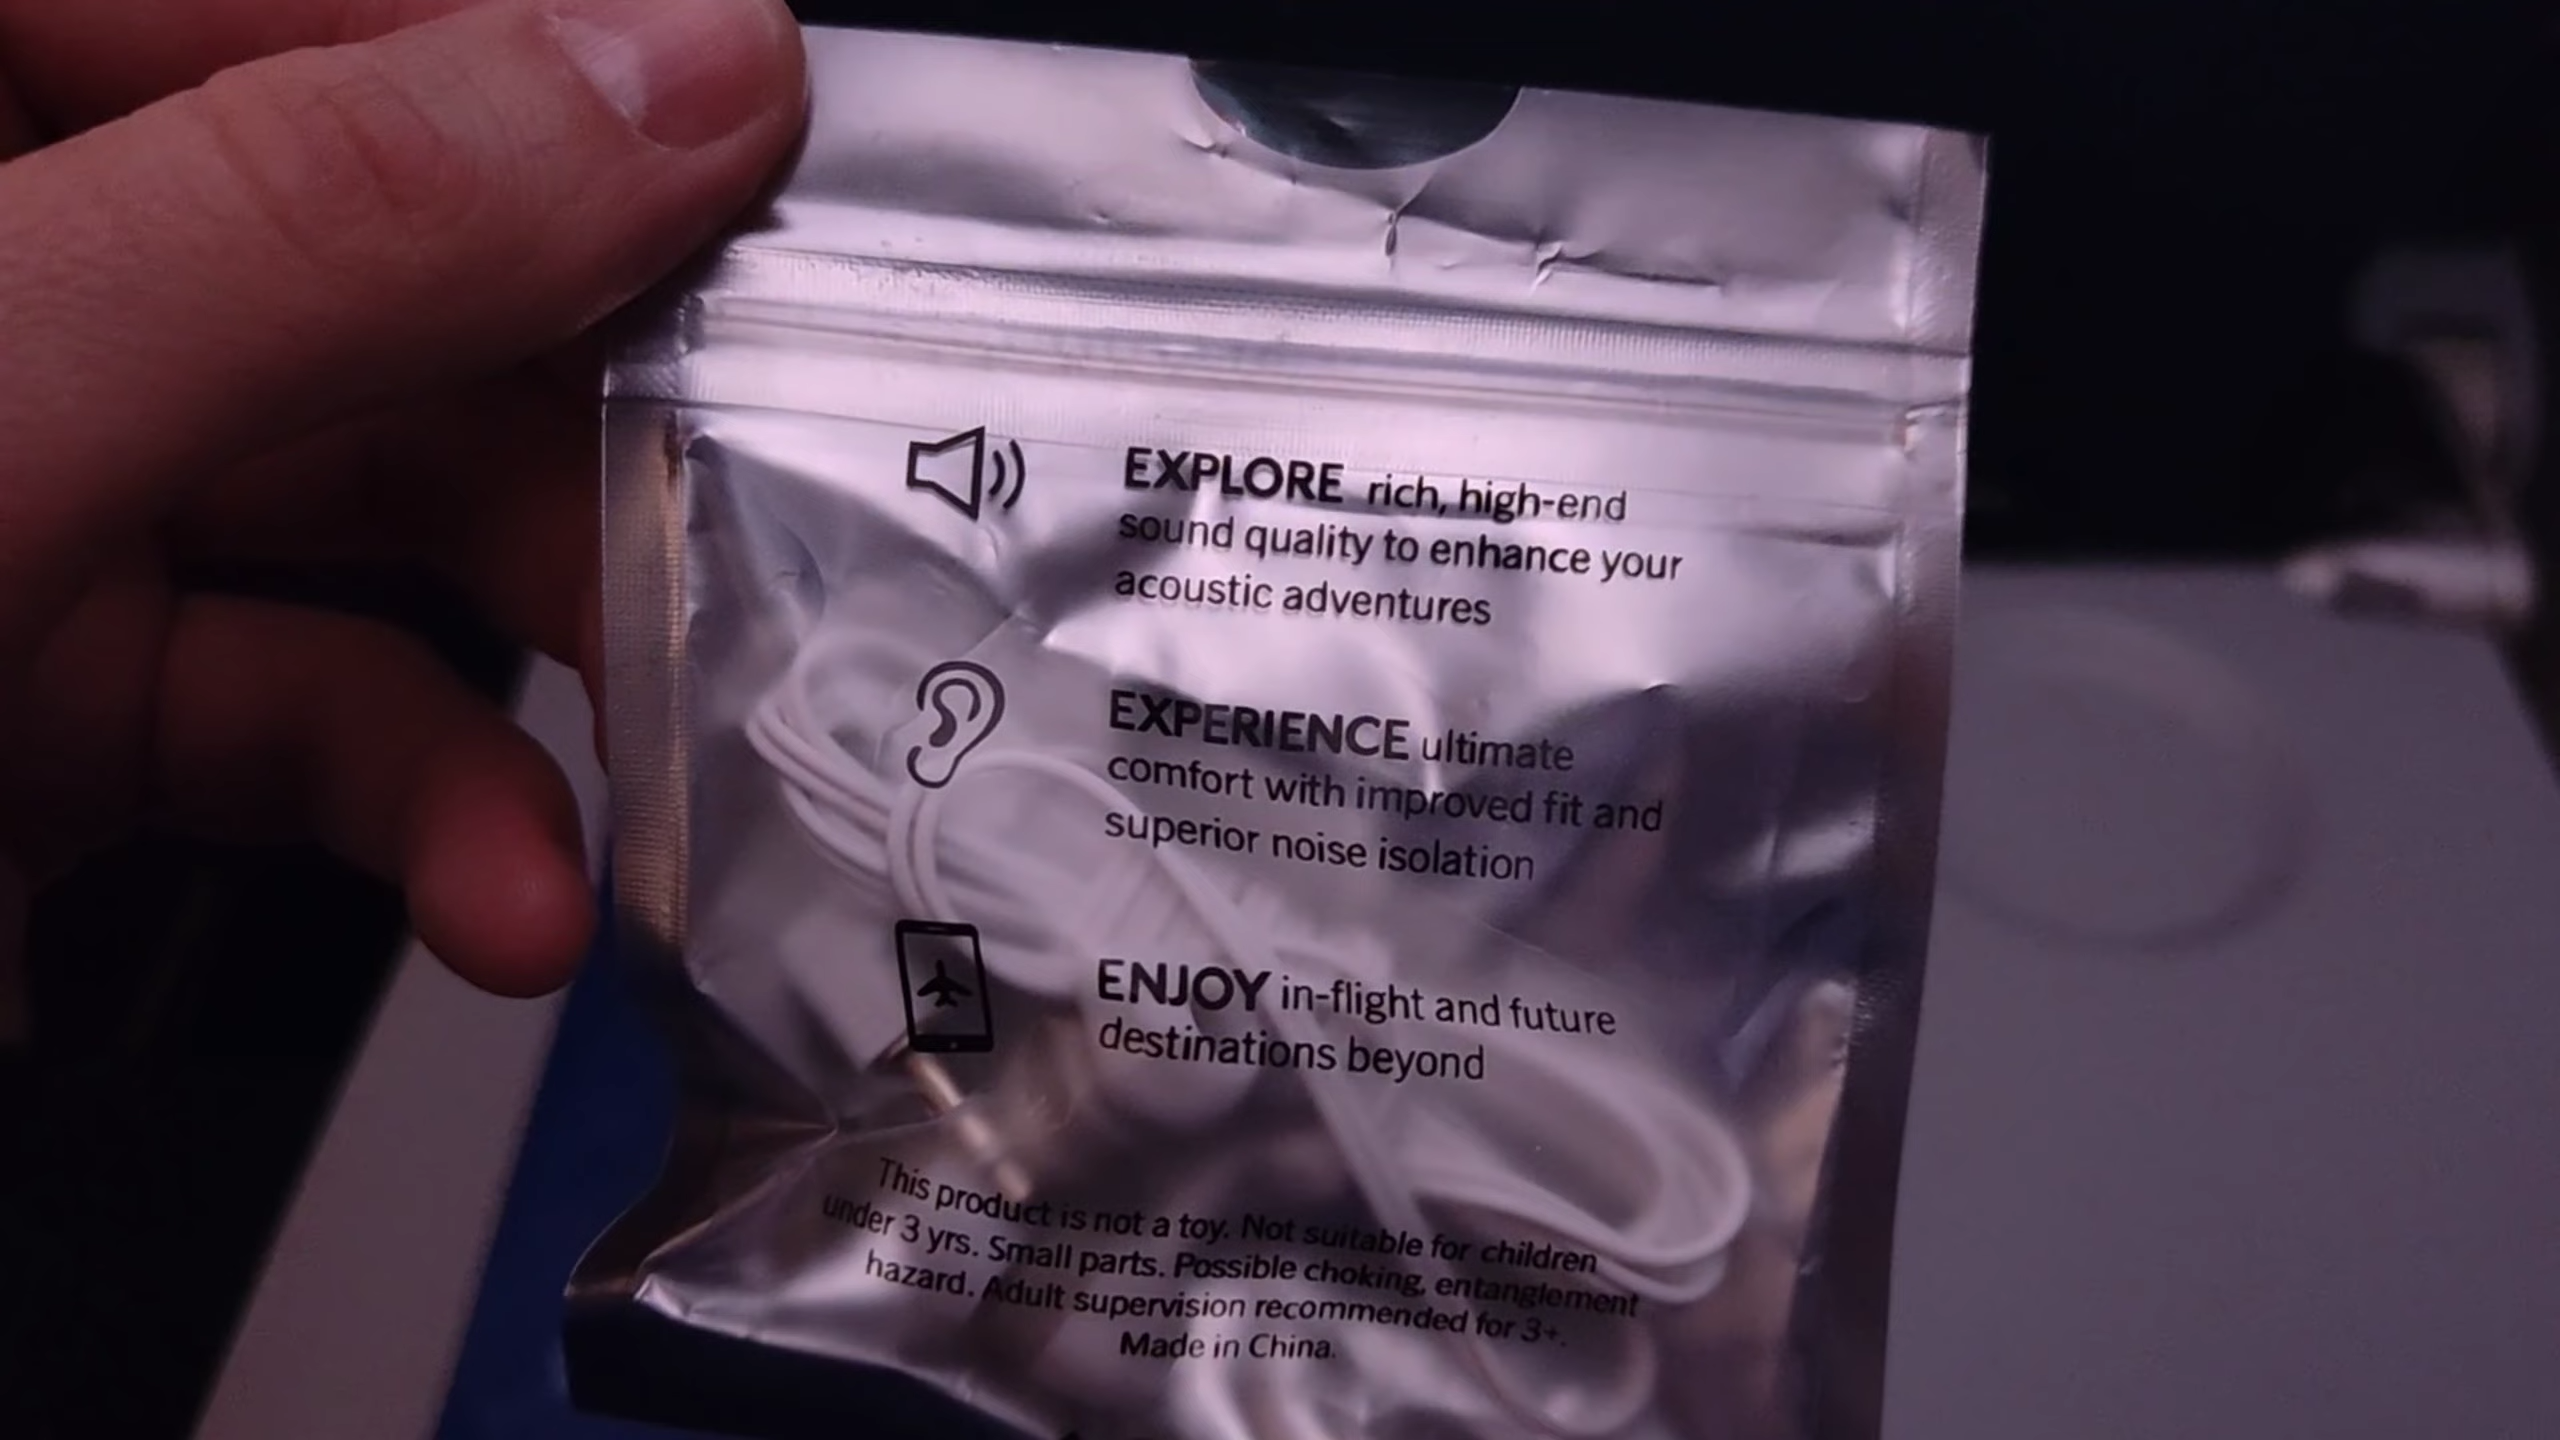 EXPLORE rich, high-end
sound quality to enhance your
acoustic adventures
EXPERIENCE ultimate
comfort with improved fit and
superior noise isolation
ENJOY in-flight and future
destinations beyond
This product is not a toy. Not suitable for children
under 3 yrs. Small parts. Possible choking, entanglement
hazard. Adult supervision recommended for 3+.
Made in China.